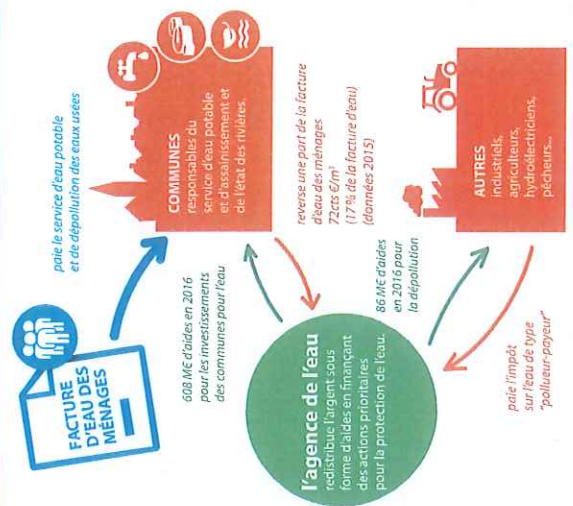 FACTURE
D'EAU DES
MÉNAGES
paie le service d'eau potable
et de dépollution des eaux usées
COMMUNES
responsables du
service d'eau potable
et d'assainissement et
de l'état des rivières.
608 M€ d'aides en 2016
pour les investissements
des communes pour l'eau
reverse une part de la facture
d'eau des ménages
72cts €/m³
(17 % de la facture d'eau)
(données 2015)
l'agence de l'eau
redistribue l'argent sous
forme d'aides en finançant
des actions prioritaires
pour la protection de l'eau.
86 M€ d'aides
en 2016 pour
la dépollution
AUTRES
industriels,
agriculteurs,
hydroélectriciens,
pêcheurs...
paie l'impôt
sur l'eau de type
"pollueur-payeur"